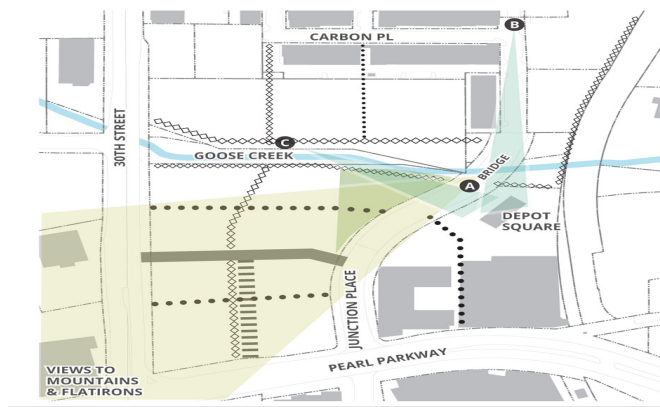 B
CARBON PL
30TH STREET
C
GOOSE CREEK
BRIDGE
A
DEPOT
SQUARE
JUNCTION PLACE
PEARL PARKWAY
VIEWS TO
MOUNTAINS
& FLATIRONS